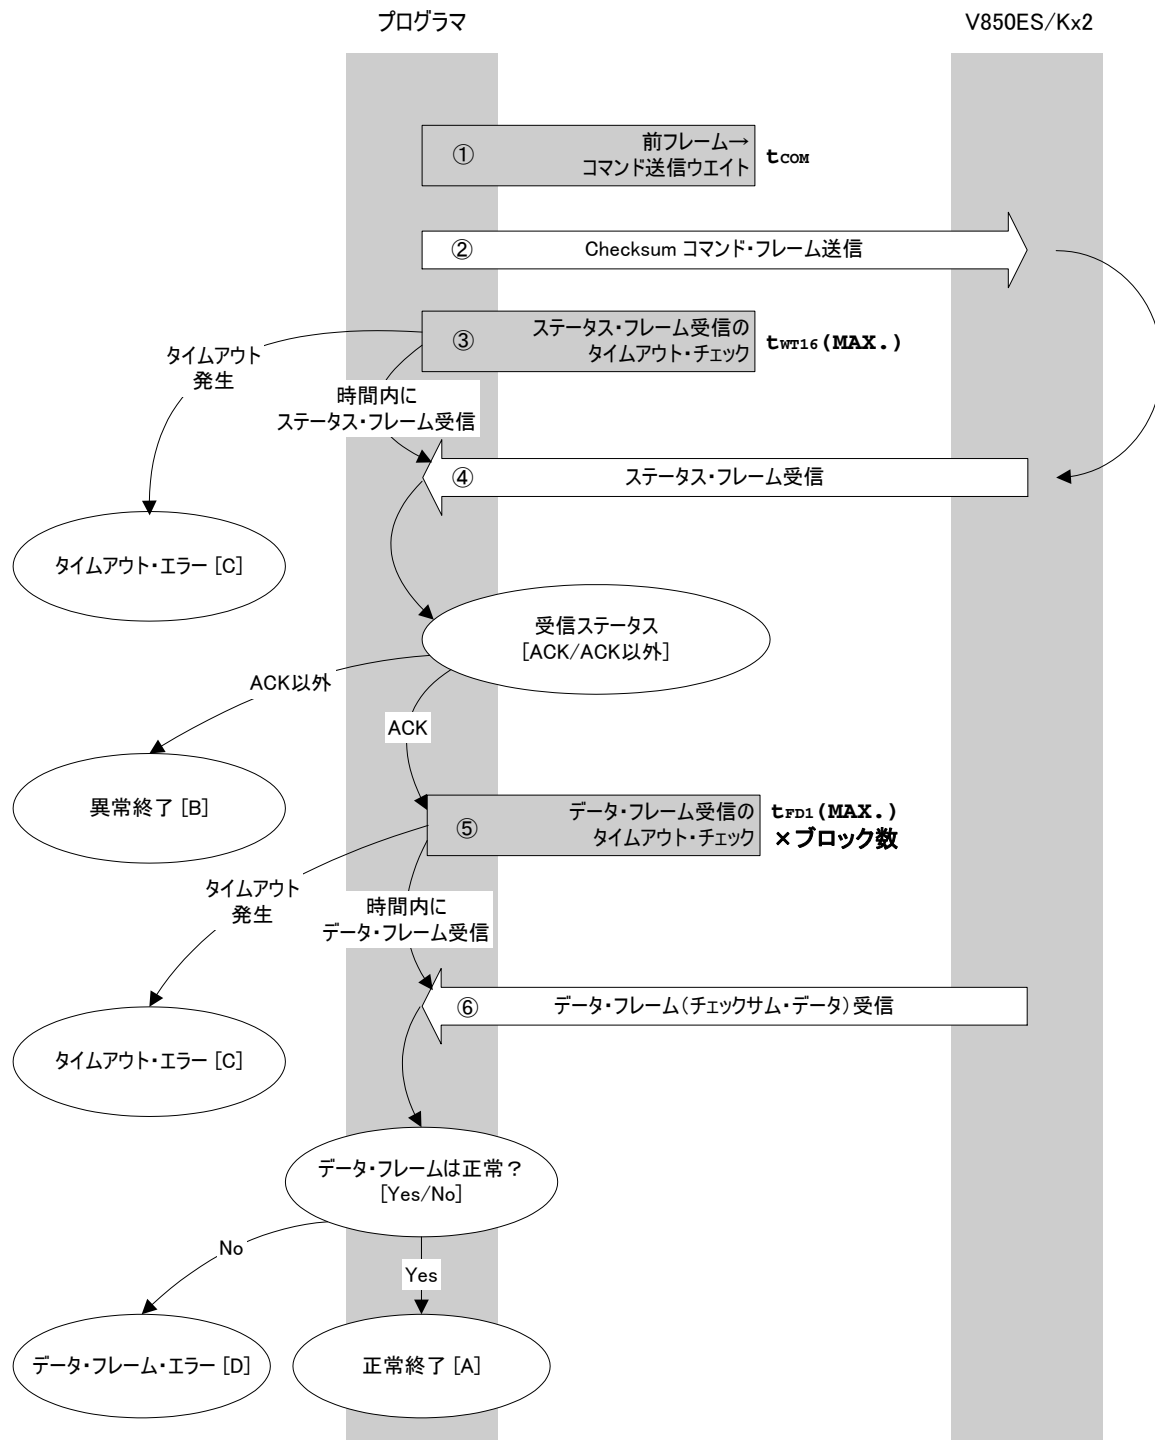 プログラマ
V850ES/Kx2
① 前フレーム→
コマンド送信ウエイト
tCOM
② Checksum コマンド・フレーム送信
③ ステータス・フレーム受信の
タイムアウト・チェック
tWT16(MAX.)
タイムアウト
発生
時間内に
ステータス・フレーム受信
④ ステータス・フレーム受信
タイムアウト・エラー [C]
受信ステータス
[ACK/ACK以外]
ACK以外
ACK
異常終了 [B]
⑤ データ・フレーム受信の
タイムアウト・チェック
tFD1(MAX.)
×ブロック数
タイムアウト
発生
時間内に
データ・フレーム受信
⑥ データ・フレーム(チェックサム・データ)受信
タイムアウト・エラー [C]
データ・フレームは正常？
[Yes/No]
No
Yes
データ・フレーム・エラー [D]
正常終了 [A]